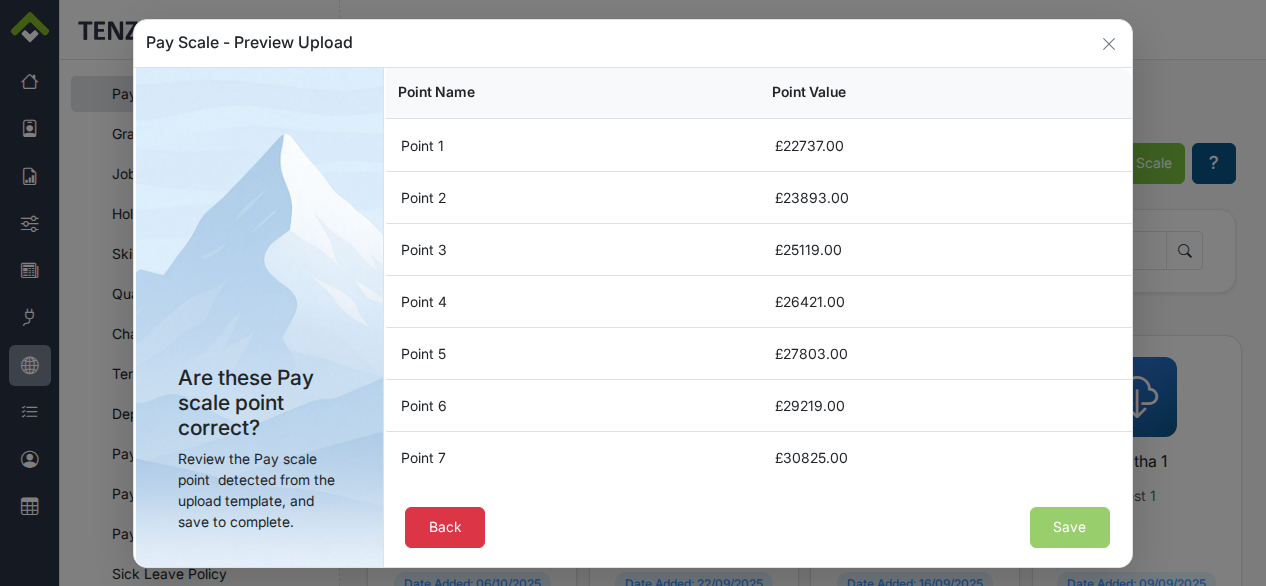 TENZ
Pay Scale - Preview Upload
Point Name Point Value
Point 1 £22737.00
Point 2 £23893.00
Point 3 £25119.00
Point 4 £26421.00
Point 5 £27803.00
Point 6 £29219.00
Point 7 £30825.00
Are these Pay
scale point
correct?
Review the Pay scale
point detected from the
upload template, and
save to complete.
Back Save
Pay
Gra
Job
Hol
Ski
Qua
Cha
Ter
Dep
Pay
Pay
Pay
Sick Leave Policy
Scale ?
tha 1
est 1
Date Added: 06/10/2025 Date Added: 22/09/2025 Date Added: 16/09/2025 Date Added: 09/09/2025